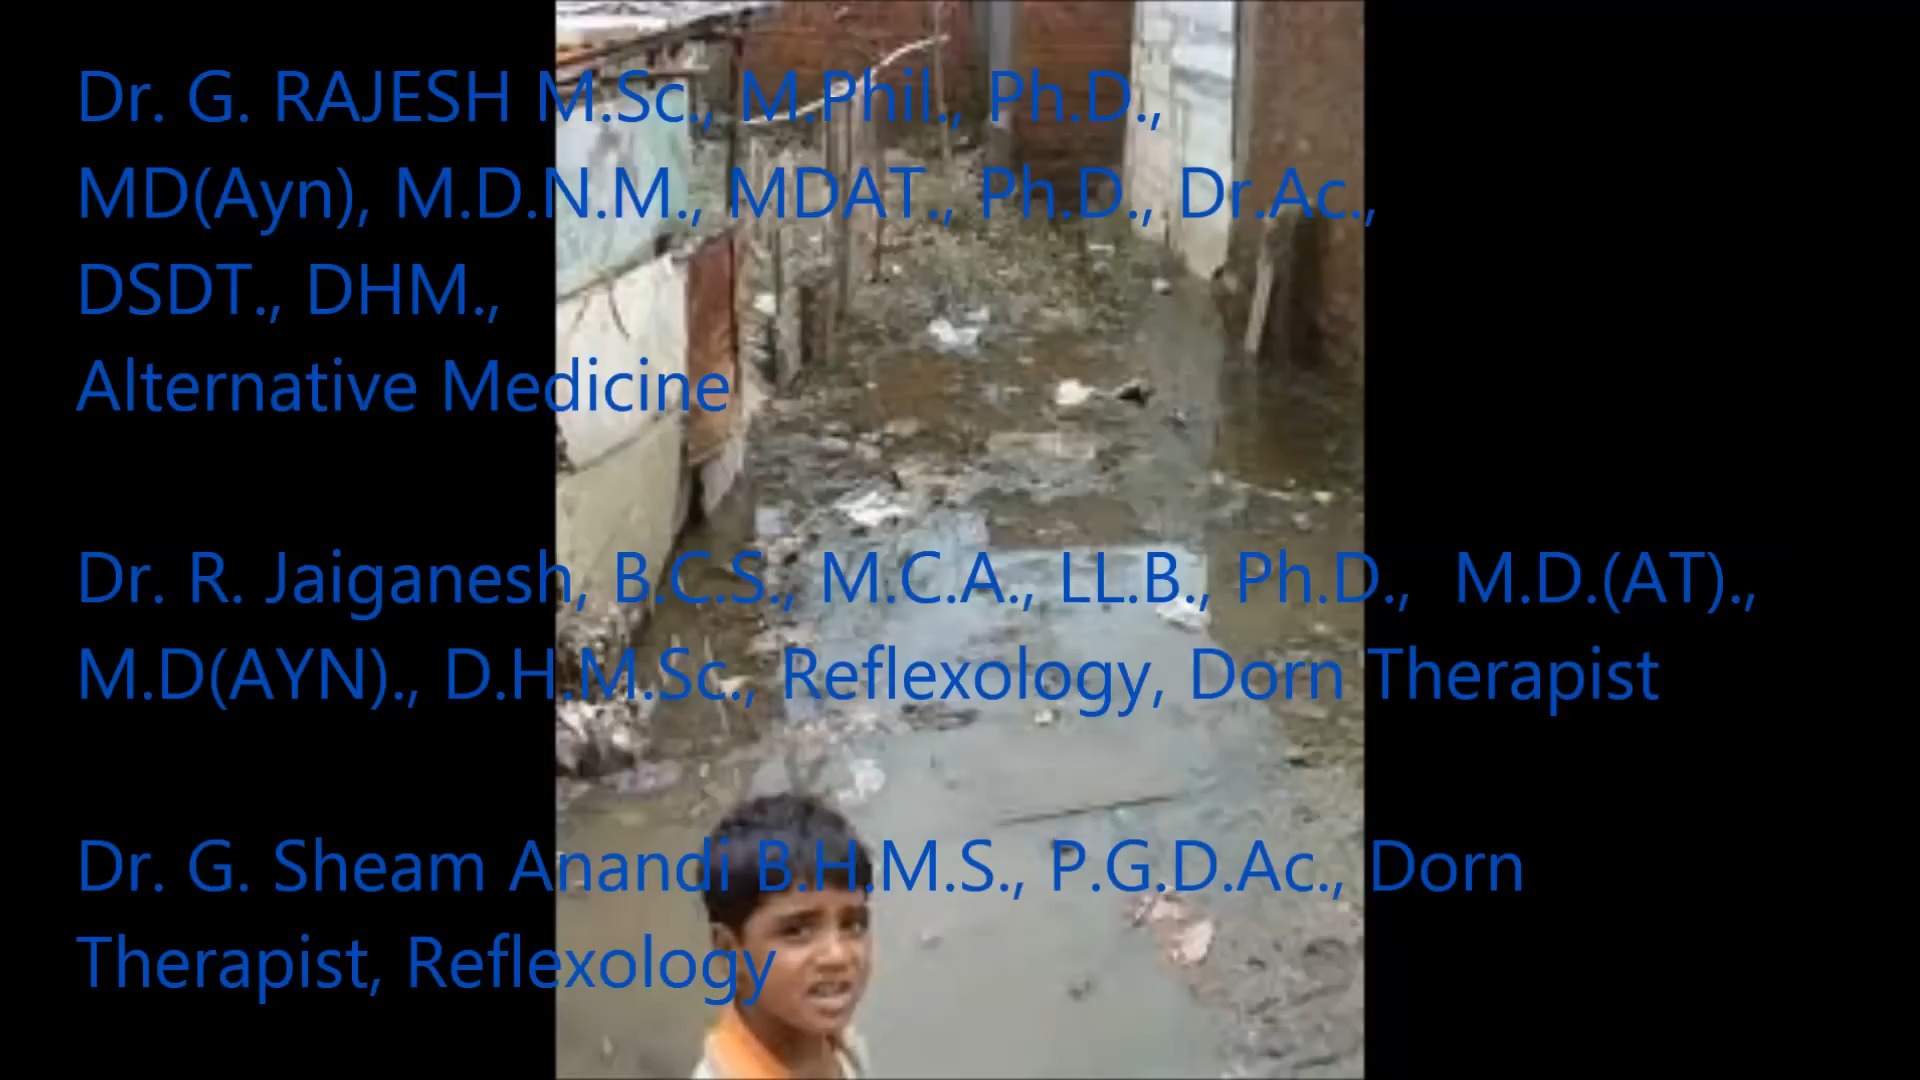 Dr. G. RAJESH M.Sc., M.Phil., Ph.D.,
MD(Ayn), M.D.N.M., MDAT., Ph.D., Dr.Ac.,
DSDT., DHM.,
Alternative Medicine
Dr. R. Jaiganesh, B.C.S., M.C.A., LL.B., Ph.D., M.D.(AT).,
M.D(AYN)., D.H.M.Sc., Reflexology, Dorn Therapist
Dr. G. Sheam Anandi B.H.M.S., P.G.D.Ac., Dorn
Therapist, Reflexology